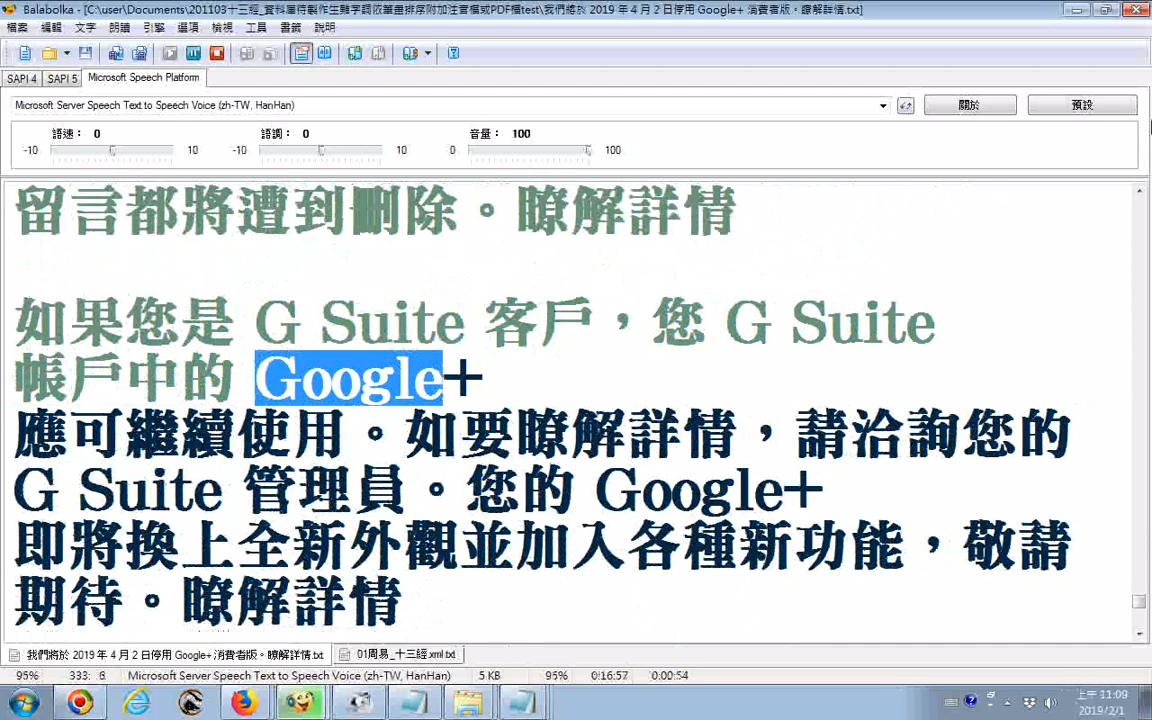 Balabolka - [C:\user\Documents\201103十三經_資料庫待製作生難字詞依筆畫排序附加注音檔或PDF檔test\我們將於 2019 年 4 月 2 日停用 Google+ 消費者版。瞭解詳情.txt]
檔案 編輯 文字 朗讀 引擎 選項 檢視 工具 書籤 說明
SAPI 4 SAPI 5 Microsoft Speech Platform
Microsoft Server Speech Text to Speech Voice (zh-TW, HanHan) 關於 預設
語速： 0 語調： 0 音量： 100
-10 10 -10 10 0 100
留言都將遭到刪除。瞭解詳情
如果您是 G Suite 客戶，您 G Suite
帳戶中的 Google+
應可繼續使用。如要瞭解詳情，請洽詢您的
G Suite 管理員。您的 Google+
即將換上全新外觀並加入各種新功能，敬請
期待。瞭解詳情
我們將於 2019 年 4 月 2 日停用 Google+ 消費者版。瞭解詳情.txt 01周易_十三經.xml.txt
95% 333: 6 Microsoft Server Speech Text to Speech Voice (zh-TW, HanHan) 5 KB 95% 0:16:57 0:00:54
上午 11:09
2019/2/1